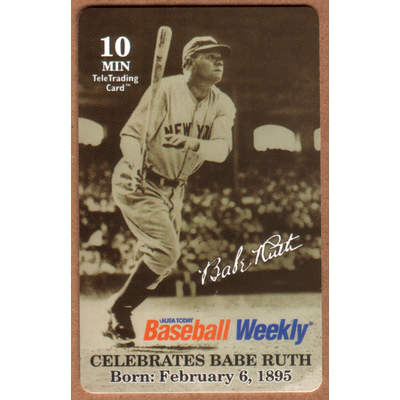 10
MIN
TeleTrading
Card™
NEW YORK
Babe Ruth
USA TODAY
Baseball Weekly
CELEBRATES BABE RUTH
Born: February 6, 1895